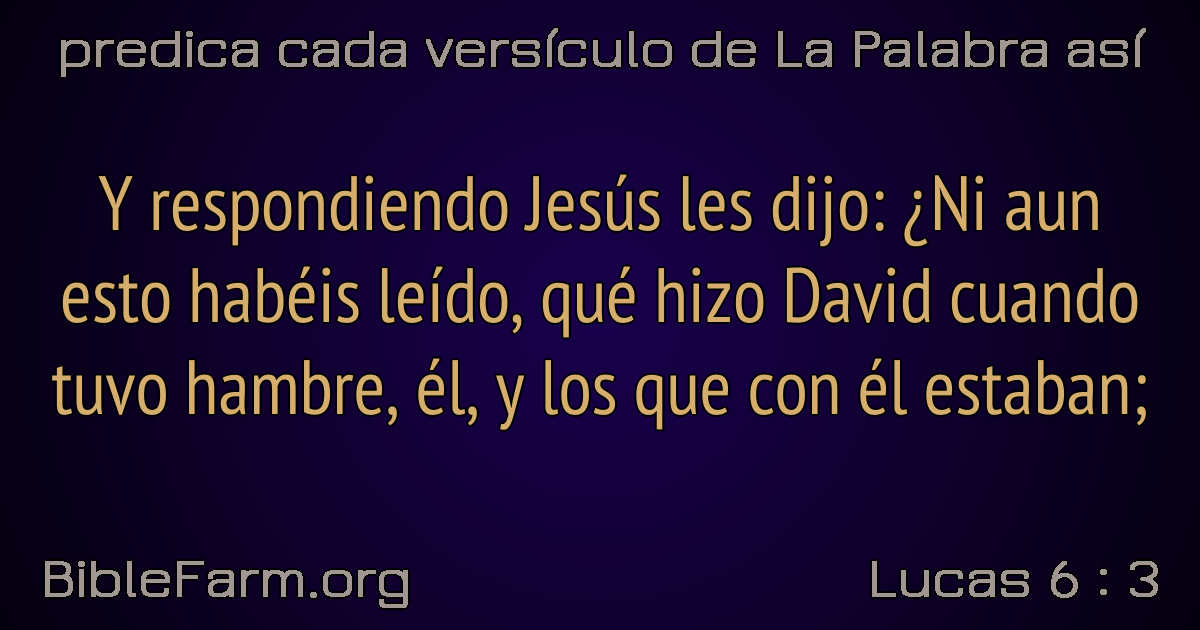 predica cada versículo de La Palabra así
Y respondiendo Jesús les dijo: ¿Ni aun
esto habéis leído, qué hizo David cuando
tuvo hambre, él, y los que con él estaban;
BibleFarm.org
Lucas 6 : 3